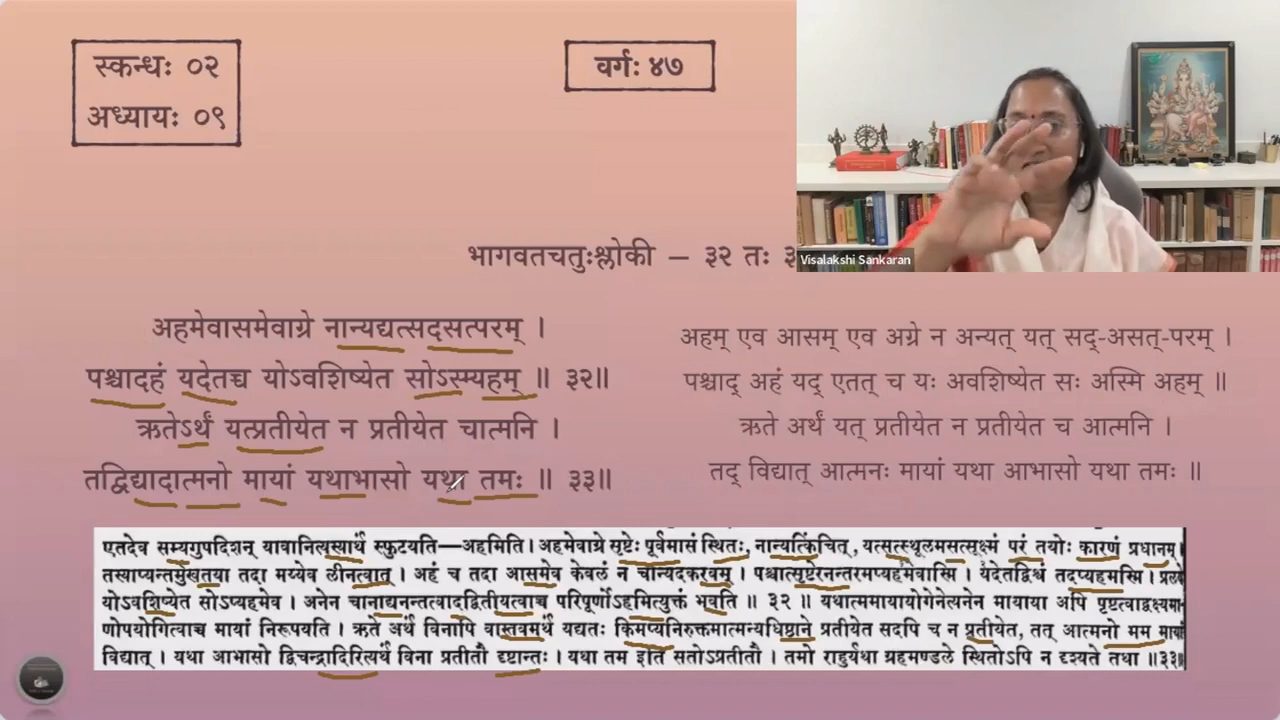 स्कन्धः ०२
अध्यायः ०९
वर्गः ४७
Visalakshi Sankaran
भागवतचतुःश्लोकी – ३२ तः
अहमेवासमेवाग्रे नान्यद्यत्सदसत्परम् ।
पश्चादहं यदेतच्च योऽवशिष्येत सोऽस्म्यहम् ॥ ३२॥
ऋतेऽर्थं यत्प्रतीयेत न प्रतीयेत चात्मनि ।
तद्विद्यादात्मनो मायां यथाभासो यथा तमः ॥ ३३॥
अहम् एव आसम् एव अग्रे न अन्यत् यत् सद्-असत्-परम् ।
पश्चाद् अहं यद् एतत् च यः अवशिष्येत सः अस्मि अहम् ॥
ऋते अर्थं यत् प्रतीयेत न प्रतीयेत च आत्मनि ।
तद् विद्यात् आत्मनः मायां यथा आभासो यथा तमः ॥
एतदेव सम्यगुपदिशन् यावानित्यस्यार्थं स्फुटयति—अहमिति । अहमेवाग्रे सृष्टेः पूर्वमासं स्थितः, नान्यत्किंचित्, यत्सत्स्थूलमसत्सूक्ष्मं परं तयोः कारणं प्रधानम् ।
तस्याप्यन्तर्मुखतया तदा मय्येव लीनत्वात् । अहं च तदा आसमेव केवलं न चान्यदकरवम् । पश्चात्सृष्टेरनन्तरमप्यहमेवास्मि । यदेतद्विश्वं तदप्यहमस्मि । प्रलये
योऽवशिष्येत सोऽप्यहमेव । अनेन चानाद्यनन्तत्वादद्वितीयत्वाच्च परिपूर्णोऽहमित्युक्तं भवति ॥ ३२ ॥ यथात्ममायायोगेनेत्यनेन मायाया अपि पृष्टत्वाद्वक्ष्यमा-
णोपयोगित्वाच्च मायां निरूपयति । ऋते अर्थं विनापि वास्तवमर्थं यद्यतः किमप्यनिरुक्तमात्मन्यधिष्ठाने प्रतीयेत सदपि च न प्रतीयेत, तत् आत्मनो मम मायां
विद्यात् । यथा आभासो द्विचन्द्रादिरित्यर्थं विना प्रतीतौ दृष्टान्तः । यथा तम इति सतोऽप्रतीतौ । तमो राहुर्यथा ग्रहमण्डले स्थितोऽपि न दृश्यते तथा ॥३३॥